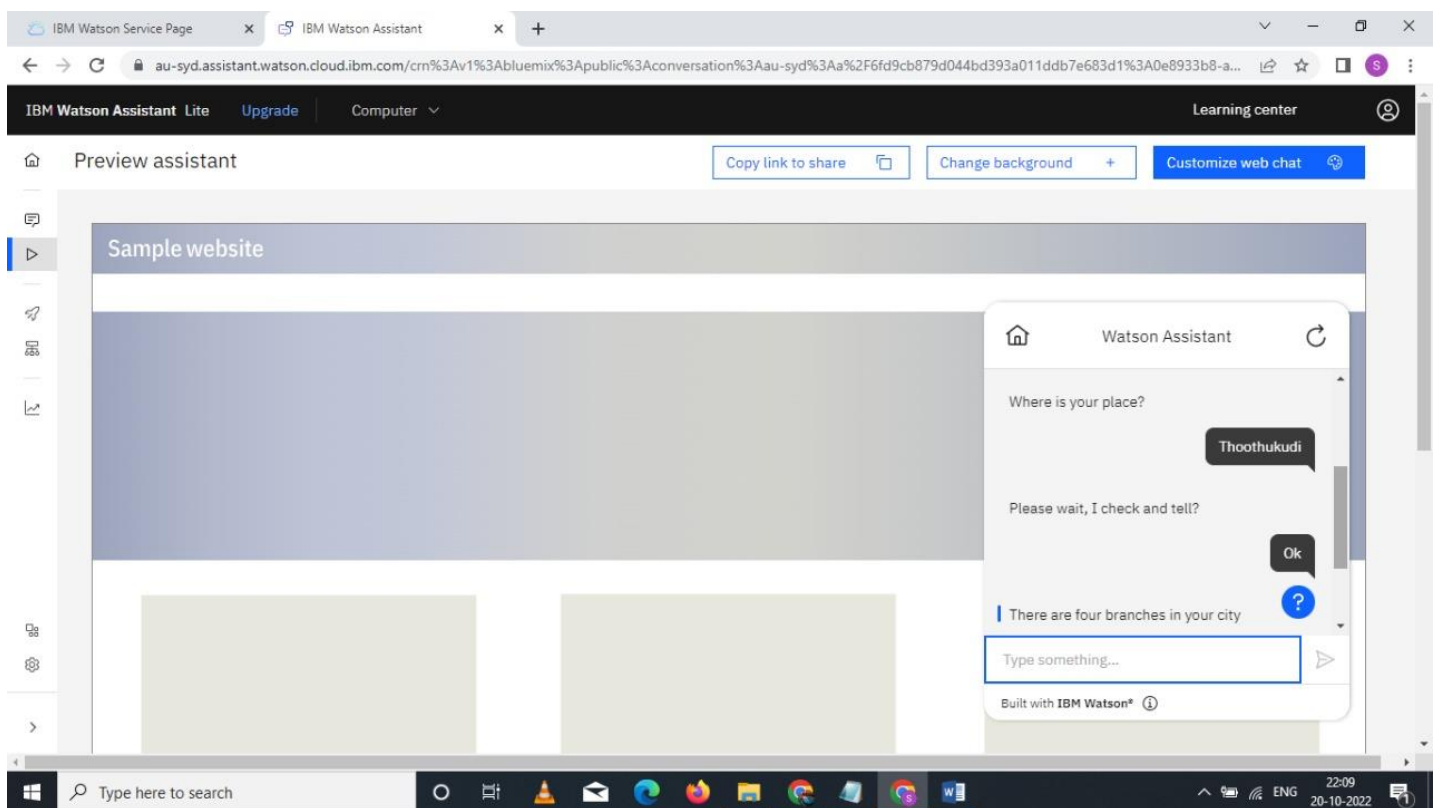 IBM Watson Service Page
IBM Watson Assistant
au-syd.assistant.watson.cloud.ibm.com/crn%3Av1%3Abluemix%3Apublic%3Aconversation%3Aau-syd%3Aa%2F6fd9cb879d044bd393a011ddb7e683d1%3A0e8933b8-a...
S
IBM Watson Assistant Lite Upgrade Computer Learning center
Preview assistant Copy link to share Change background + Customize web chat
Sample website
Watson Assistant
Where is your place?
Thoothukudi
Please wait, I check and tell?
Ok
?
There are four branches in your city
Type something...
Built with IBM Watson®
Type here to search
W
ENG
22:09
20-10-2022
1